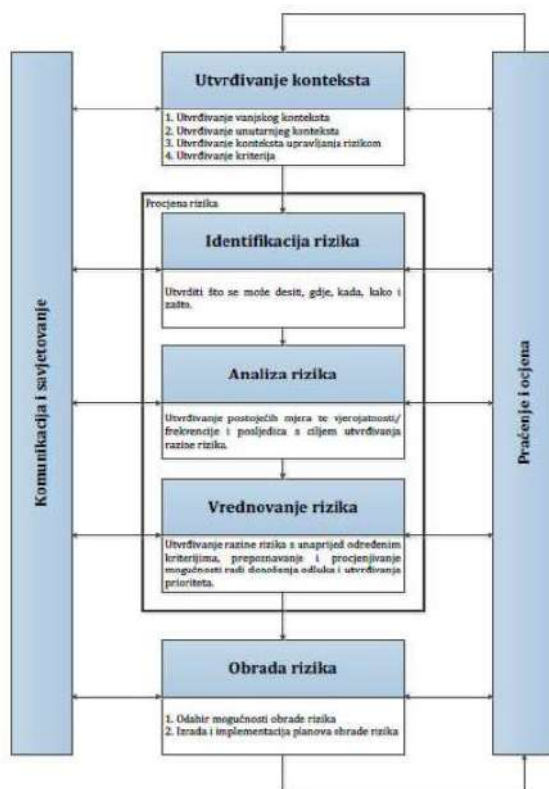 Utvrđivanje konteksta
1. Utvrđivanje vanjskog konteksta
2. Utvrđivanje unutarnjeg konteksta
3. Utvrđivanje konteksta upravljanja rizikom
4. Utvrđivanje kriterija
Procjena rizika
Identifikacija rizika
Utvrditi što se može desiti, gdje, kada, kako i
zašto.
Analiza rizika
Utvrđivanje postojećih mjera te vjerojatnosti/
frekvencije i posljedica s ciljem utvrđivanja
razine rizika.
Vrednovanje rizika
Utvrđivanje razine rizika s unaprijed određenim
kriterijima, prepoznavanje i procjenjivanje
mogućnosti radi donošenja odluka i utvrđivanja
prioriteta.
Obrada rizika
1. Odabir mogućnosti obrade rizika
2. Izrada i implementacija planova obrade rizika
Komunikacija i savjetovanje
Praćenje i ocjena